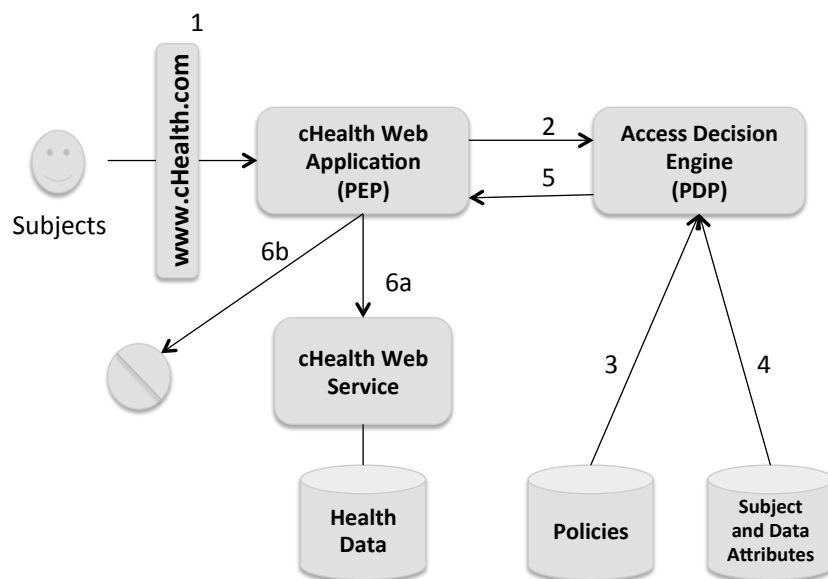 1
www.cHealth.com
Subjects
cHealth Web
Application
(PEP)
2
5
Access Decision
Engine
(PDP)
6b
6a
cHealth Web
Service
3
4
Health
Data
Policies
Subject
and Data
Attributes